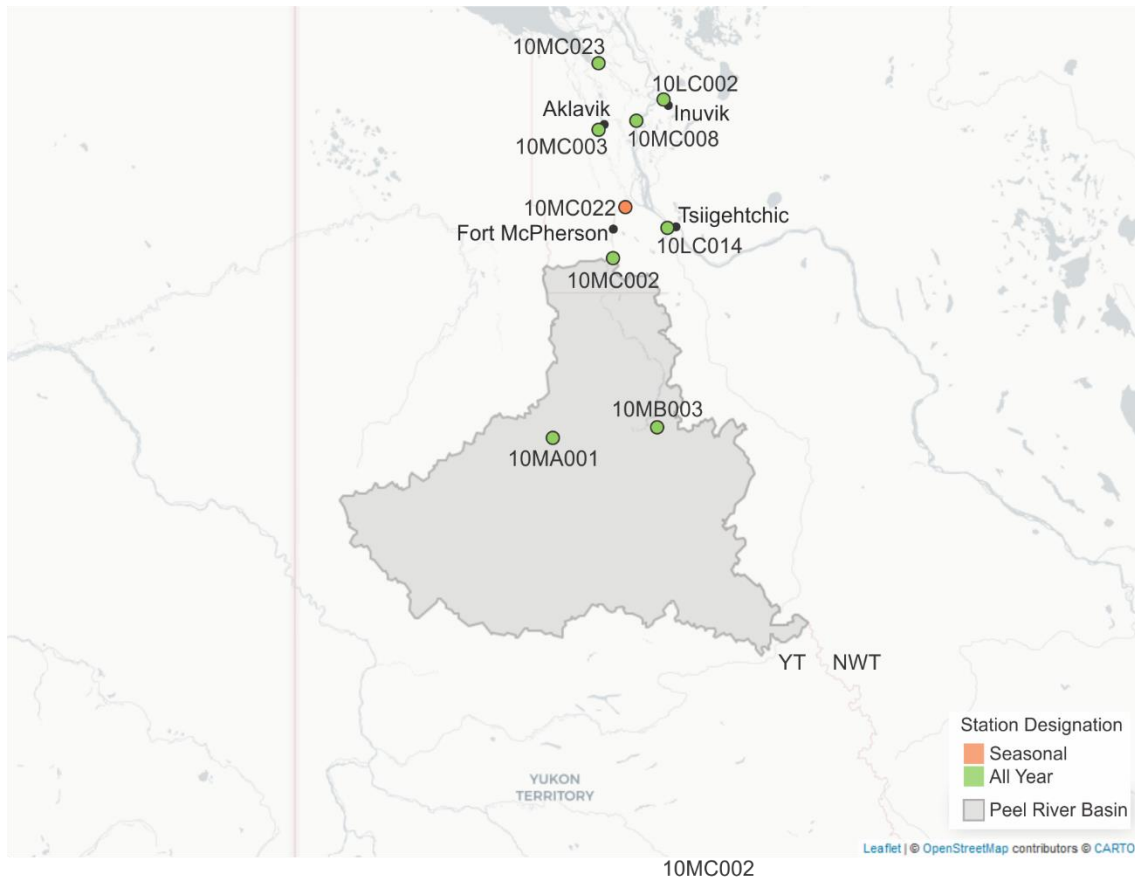 10MC023
10LC002
Aklavik
Inuvik
10MC003
10MC008
10MC022
Tsiigehtchic
Fort McPherson
10LC014
10MC002
10MB003
10MA001
YT NWT
Station Designation
Seasonal
All Year
Peel River Basin
YUKON
TERRITORY
Leaflet | © OpenStreetMap contributors © CARTO
10MC002